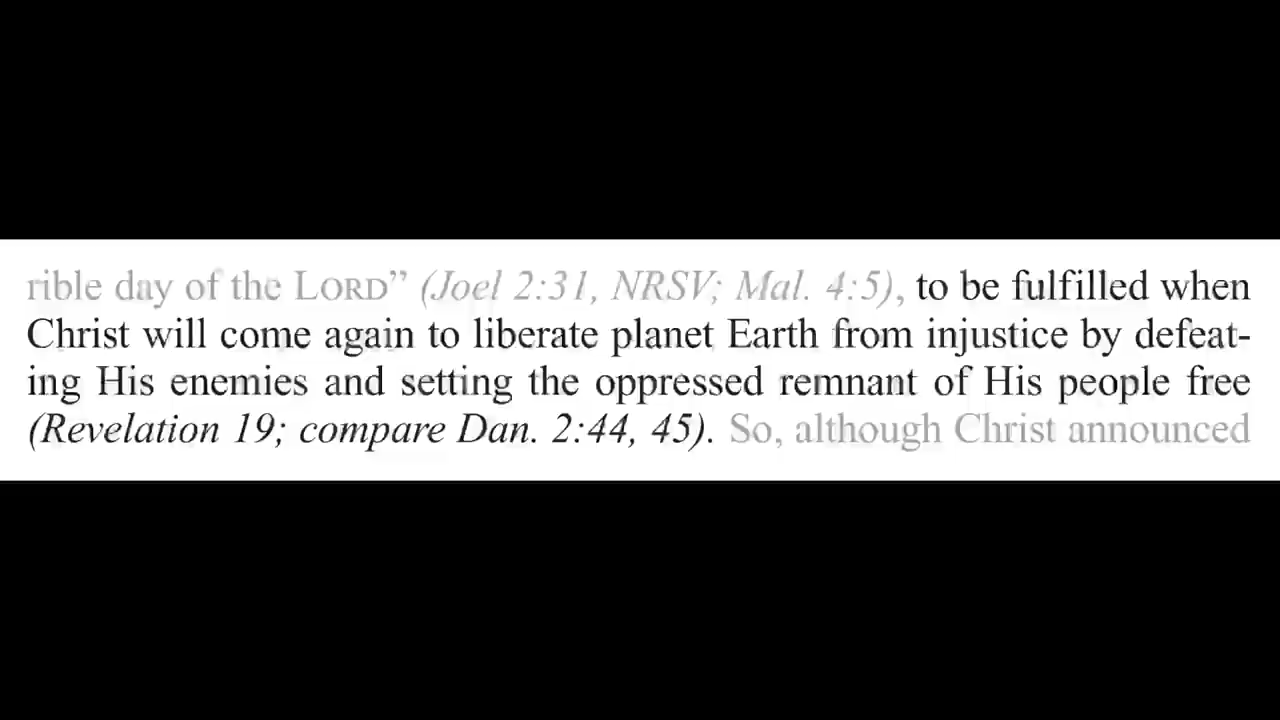 rible day of the LORD” (Joel 2:31, NRSV; Mal. 4:5), to be fulfilled when
Christ will come again to liberate planet Earth from injustice by defeat-
ing His enemies and setting the oppressed remnant of His people free
(Revelation 19; compare Dan. 2:44, 45). So, although Christ announced